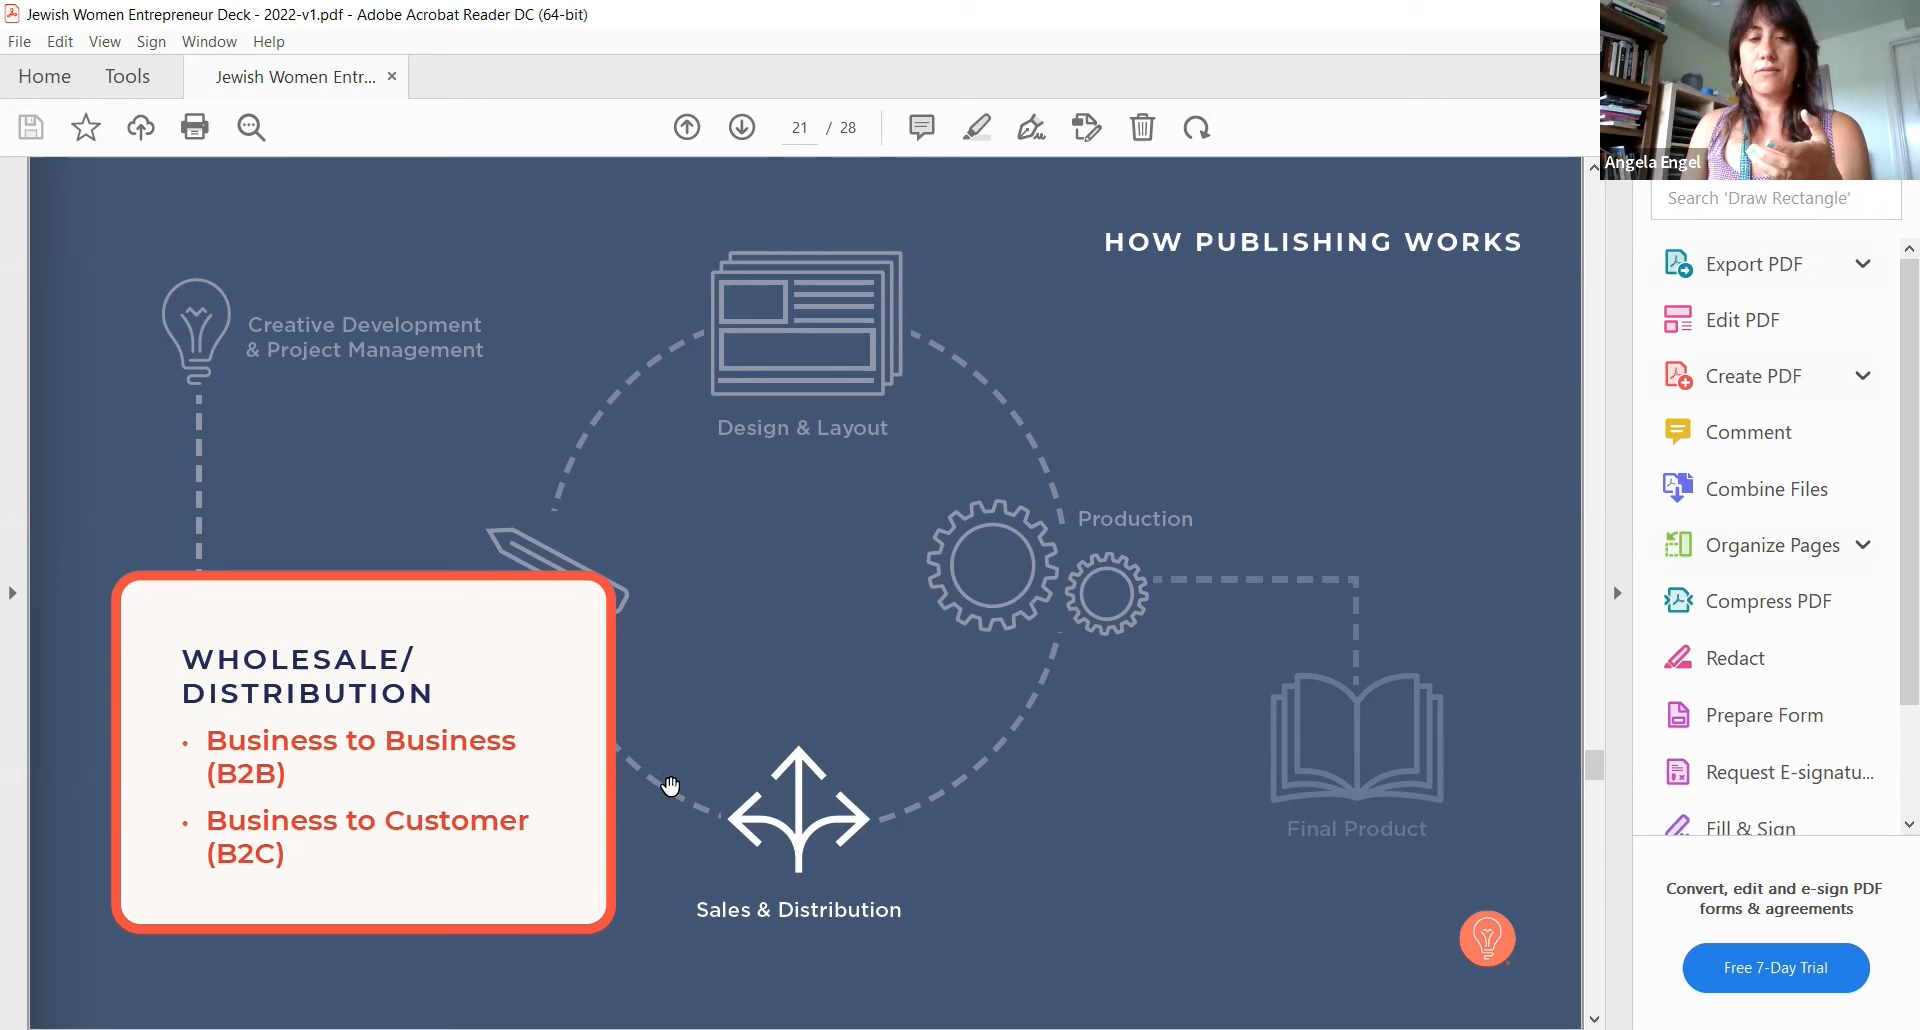 Jewish Women Entrepreneur Deck - 2022-v1.pdf - Adobe Acrobat Reader DC (64-bit)
File Edit View Sign Window Help
Home Tools Jewish Women Entr... ×
21 / 28
Angela Engel
HOW PUBLISHING WORKS
Creative Development
& Project Management
Design & Layout
Production
WHOLESALE/
DISTRIBUTION
• Business to Business
(B2B)
• Business to Customer
(B2C)
Sales & Distribution
Final Product
Search 'Draw Rectangle'
Export PDF
Edit PDF
Create PDF
Comment
Combine Files
Organize Pages
Compress PDF
Redact
Prepare Form
Request E-signatu...
Fill & Sign
Convert, edit and e-sign PDF
forms & agreements
Free 7-Day Trial